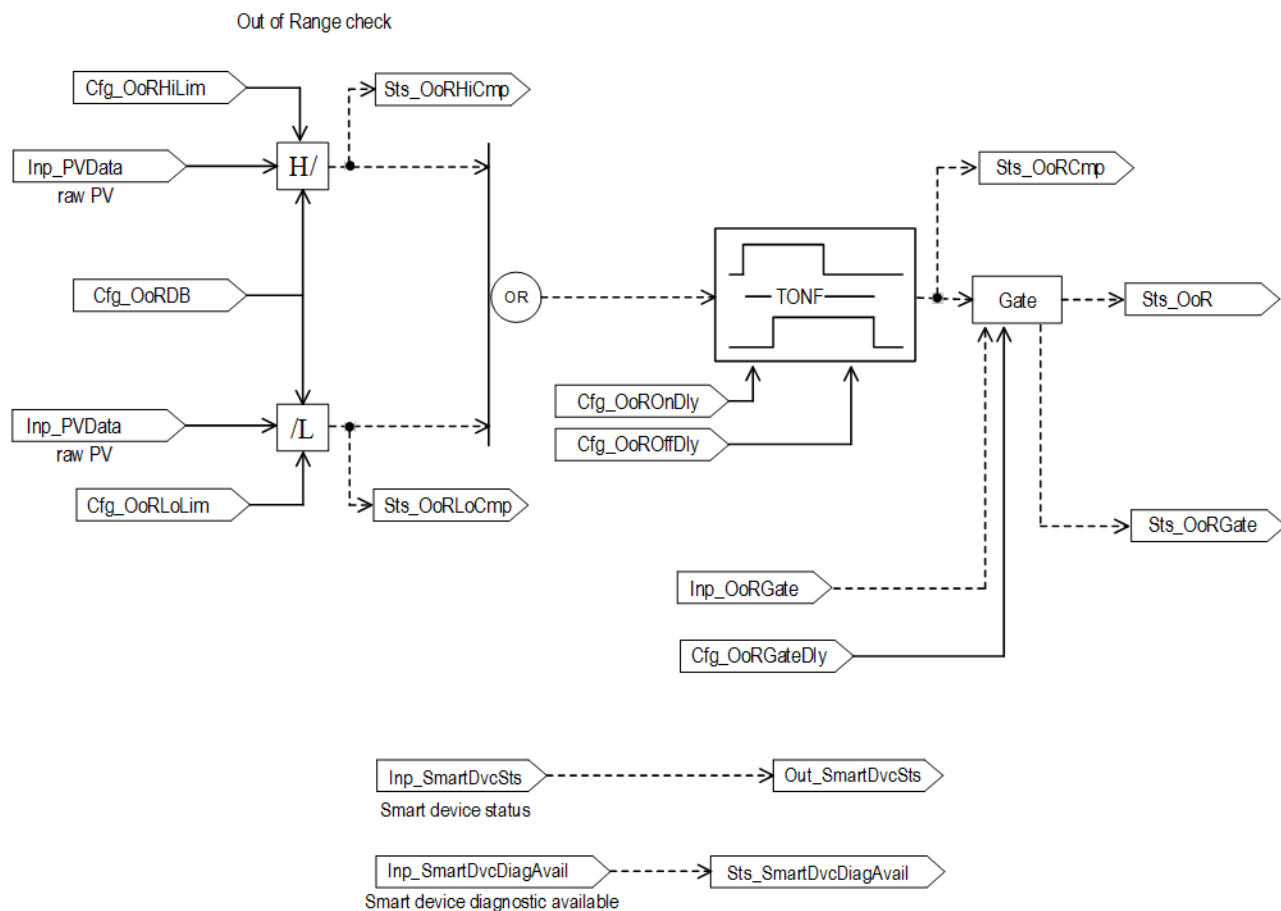 Out of Range check
Cfg_OoRHiLim
Sts_OoRHiCmp
Inp_PVData
raw PV
H/
Sts_OoRCmp
Cfg_OoRDB
OR
TONF
Gate
Sts_OoR
Cfg_OoROnDly
Inp_PVData
raw PV
/L
Cfg_OoROffDly
Cfg_OoRLoLim
Sts_OoRLoCmp
Sts_OoRGate
Inp_OoRGate
Cfg_OoRGateDly
Inp_SmartDvcSts
Out_SmartDvcSts
Smart device status
Inp_SmartDvcDiagAvail
Sts_SmartDvcDiagAvail
Smart device diagnostic available